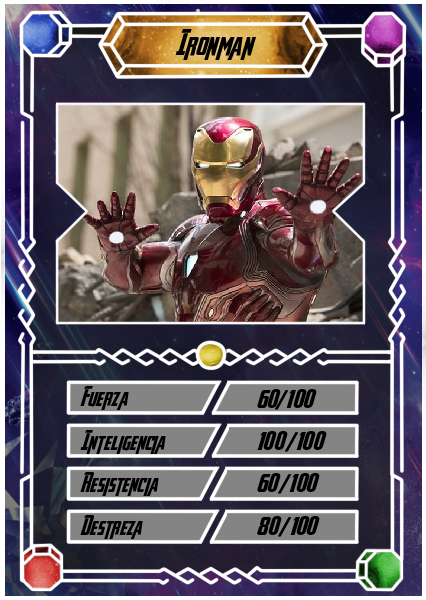 Ironman
Fuerza 60/100
Inteligencia 100/100
Resistencia 60/100
Destreza 80/100